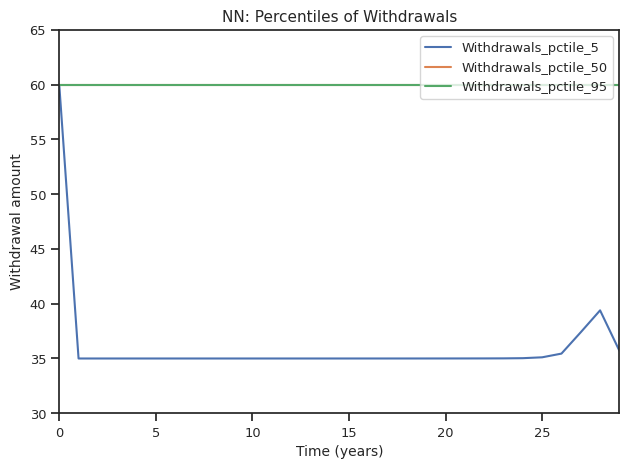 NN: Percentiles of Withdrawals
Withdrawals_pctile_5
Withdrawals_pctile_50
Withdrawals_pctile_95
Withdrawal amount
65
60
55
50
45
40
35
30
0 5 10 15 20 25
Time (years)